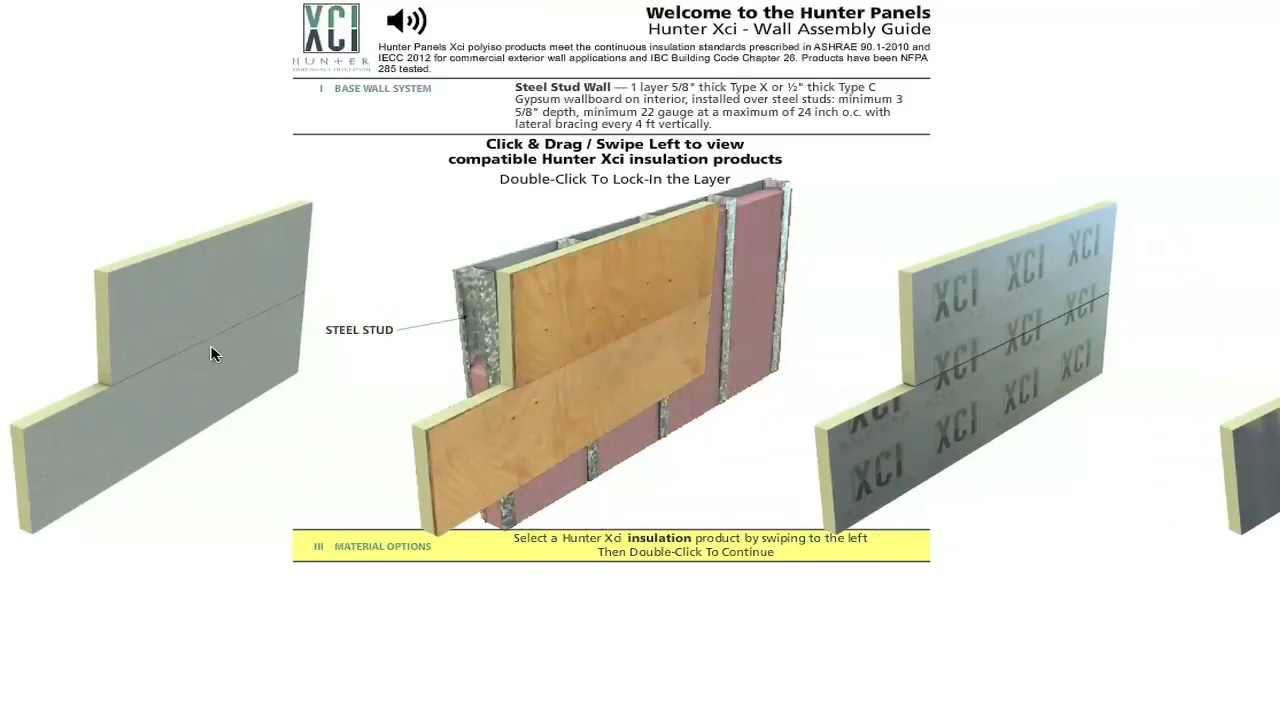 XCI
HUNTER
Welcome to the Hunter Panels
Hunter Xci - Wall Assembly Guide
Hunter Panels Xci polyiso products meet the continuous insulation standards prescribed in ASHRAE 90.1-2010 and
IECC 2012 for commercial exterior wall applications and IBC Building Code Chapter 26. Products have been NFPA
285 tested.
I BASE WALL SYSTEM
Steel Stud Wall — 1 layer 5/8" thick Type X or ½" thick Type C
Gypsum wallboard on interior, installed over steel studs: minimum 3
5/8" depth, minimum 22 gauge at a maximum of 24 inch o.c. with
lateral bracing every 4 ft vertically.
Click & Drag / Swipe Left to view
compatible Hunter Xci insulation products
Double-Click To Lock-In the Layer
STEEL STUD
XCI XCI XCI
XCI XCI XCI
XCI XCI XCI XCI
XCI
III MATERIAL OPTIONS
Select a Hunter Xci insulation product by swiping to the left
Then Double-Click To Continue